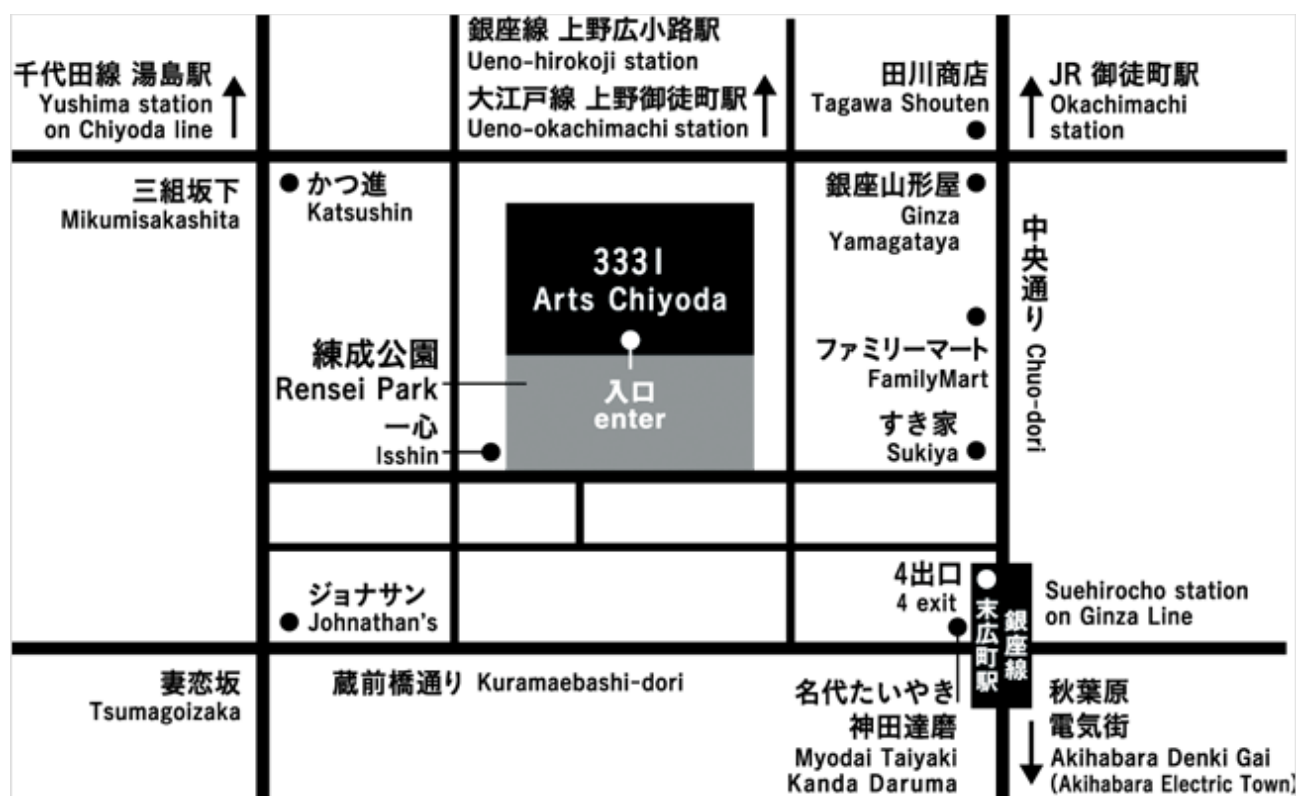 千代田線 湯島駅
Yushima station
on Chiyoda line
銀座線 上野広小路駅
Ueno-hirokoji station
大江戸線 上野御徒町駅
Ueno-okachimachi station
田川商店
Tagawa Shouten
JR 御徒町駅
Okachimachi
station
三組坂下
Mikumisakashita
かつ進
Katsushin
3331
Arts Chiyoda
銀座山形屋
Ginza
Yamagataya
中央通り Chuo-dori
練成公園
Rensei Park
入口
enter
ファミリーマート
FamilyMart
一心
Isshin
すき家
Sukiya
ジョナサン
Johnathan's
4出口
4 exit
末広町駅
銀座線
Suehirocho station
on Ginza Line
妻恋坂
Tsumagoizaka
蔵前橋通り Kuramaebashi-dori
名代たいやき
神田達磨
Myodai Taiyaki
Kanda Daruma
秋葉原
電気街
Akihabara Denki Gai
(Akihabara Electric Town)